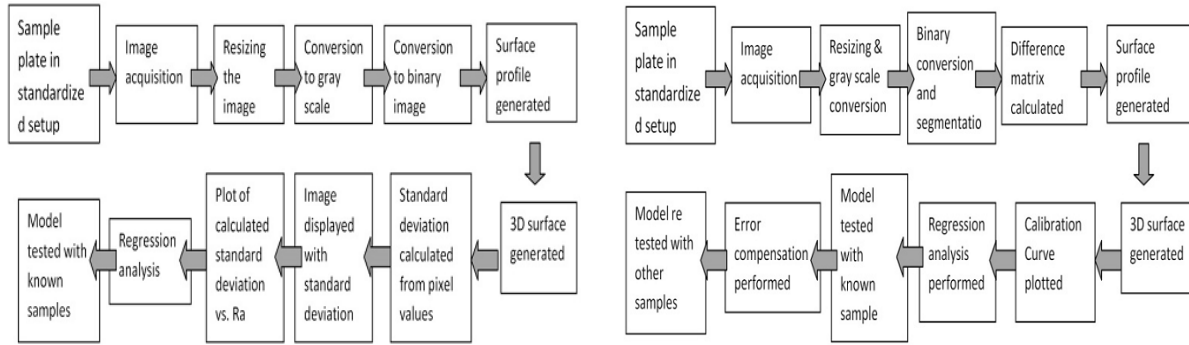 Sample
plate in
standardize
d setup
Image
acquisition
Resizing
the
image
Conversion
to gray
scale
Conversion
to binary
image
Surface
profile
generated
3D surface
generated
Standard
deviation
calculated
from pixel
values
Image
displayed
with
standard
deviation
Plot of
calculated
standard
deviation
vs. Ra
Regression
analysis
Model
tested with
known
samples
Sample
plate in
standardize
d setup
Image
acquisition
Resizing &
gray scale
conversion
Binary
conversion
and
segmentatio
Difference
matrix
calculated
Surface
profile
generated
3D surface
generated
Calibration
Curve
plotted
Regression
analysis
performed
Model
tested
with
known
sample
Error
compensation
performed
Model re
tested with
other
samples